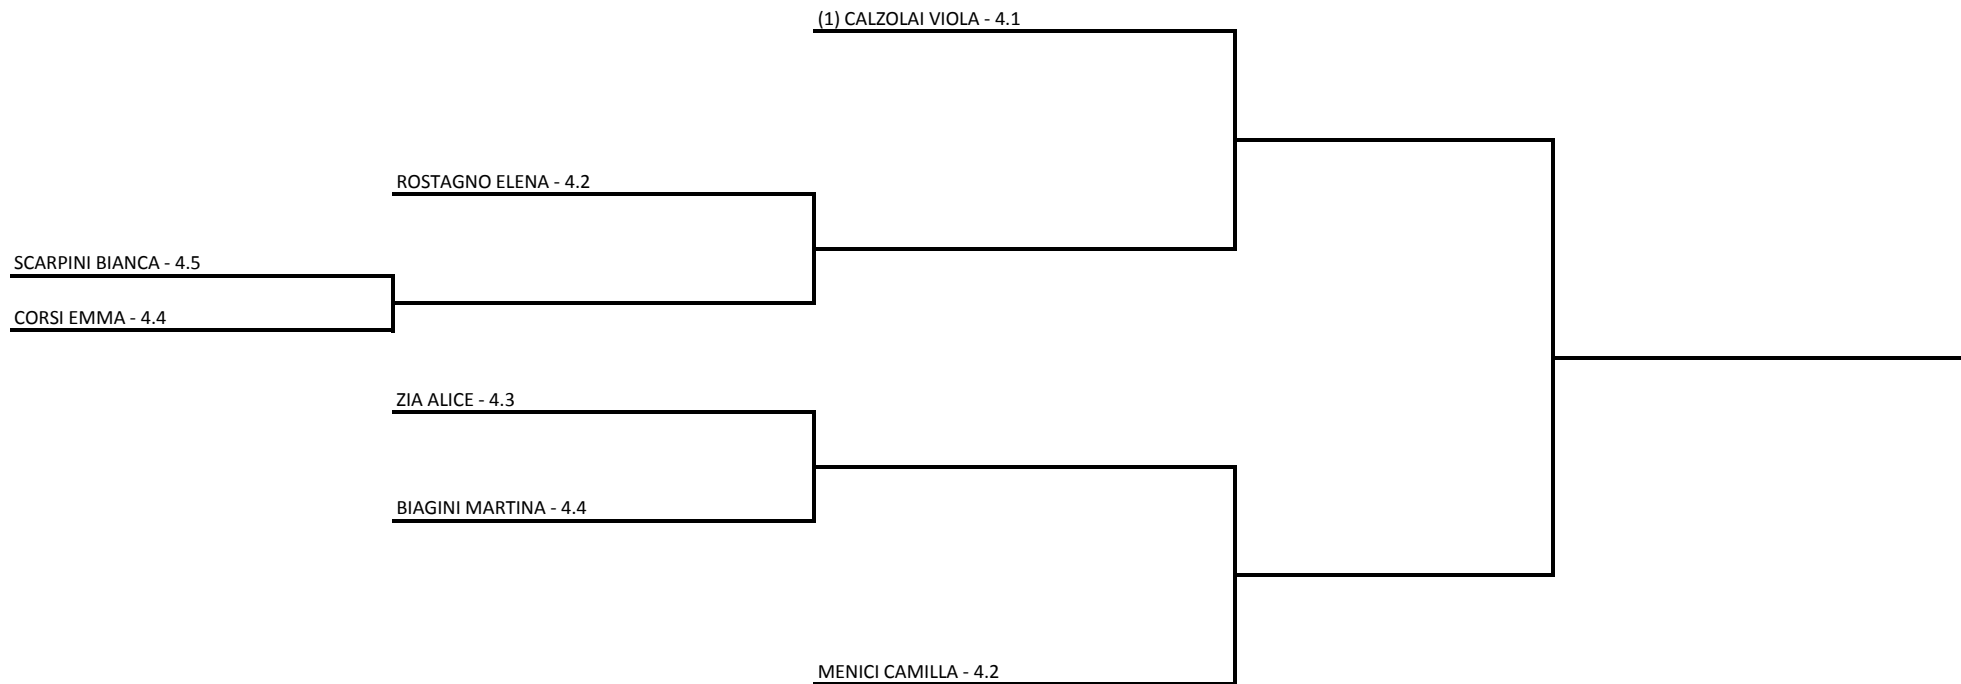 (1) CALZOLAI VIOLA - 4.1
ROSTAGNO ELENA - 4.2
SCARPINI BIANCA - 4.5
CORSI EMMA - 4.4
ZIA ALICE - 4.3
BIAGINI MARTINA - 4.4
MENICI CAMILLA - 4.2